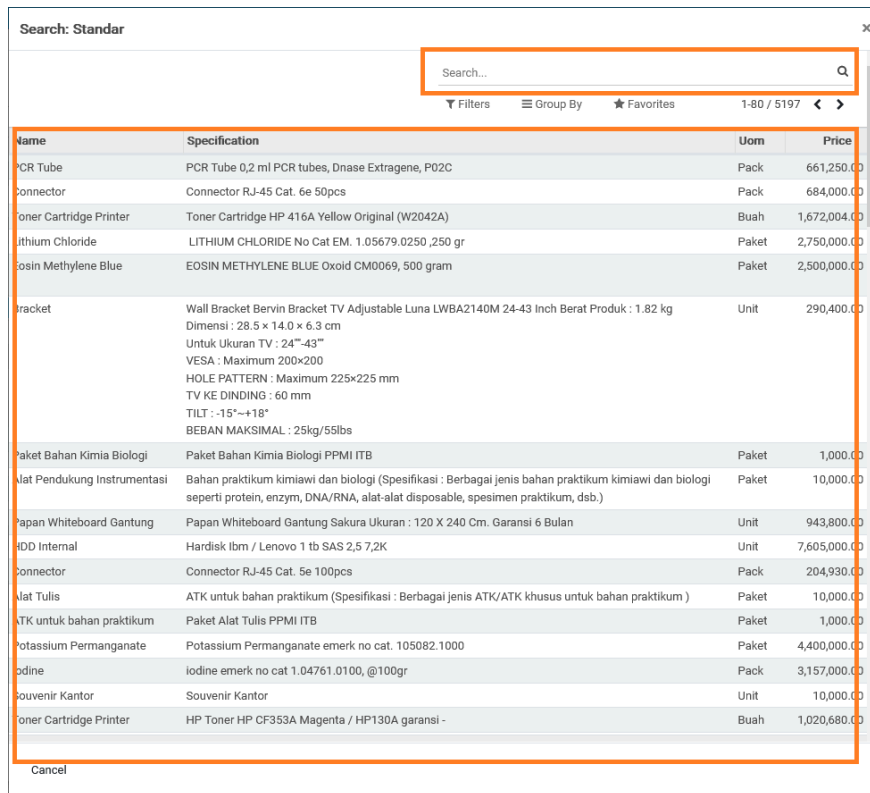 Search: Standar
×
Search...
Filters Group By Favorites 1-80 / 5197
Name Specification Uom Price
PCR Tube PCR Tube 0,2 ml PCR tubes, Dnase Extragene, P02C Pack 661,250.00
Connector Connector RJ-45 Cat. 6e 50pcs Pack 684,000.00
Toner Cartridge Printer Toner Cartridge HP 416A Yellow Original (W2042A) Buah 1,672,004.00
Lithium Chloride LITHIUM CHLORIDE No Cat EM. 1.05679.0250 ,250 gr Paket 2,750,000.00
Eosin Methylene Blue EOSIN METHYLENE BLUE Oxoid CM0069, 500 gram Paket 2,500,000.00
Bracket Wall Bracket Bervin Bracket TV Adjustable Luna LWBA2140M 24-43 Inch Berat Produk : 1.82 kg Unit 290,400.00
Dimensi : 28.5 × 14.0 × 6.3 cm
Untuk Ukuran TV : 24""-43""
VESA : Maximum 200×200
HOLE PATTERN : Maximum 225×225 mm
TV KE DINDING : 60 mm
TILT : -15°~+18°
BEBAN MAKSIMAL : 25kg/55lbs
Paket Bahan Kimia Biologi Paket Bahan Kimia Biologi PPMI ITB Paket 1,000.00
Alat Pendukung Instrumentasi Bahan praktikum kimiawi dan biologi (Spesifikasi : Berbagai jenis bahan praktikum kimiawi dan biologi Paket 10,000.00
seperti protein, enzym, DNA/RNA, alat-alat disposable, spesimen praktikum, dsb.)
Papan Whiteboard Gantung Papan Whiteboard Gantung Sakura Ukuran : 120 X 240 Cm. Garansi 6 Bulan Unit 943,800.00
HDD Internal Hardisk Ibm / Lenovo 1 tb SAS 2,5 7,2K Unit 7,605,000.00
Connector Connector RJ-45 Cat. 5e 100pcs Pack 204,930.00
Alat Tulis ATK untuk bahan praktikum (Spesifikasi : Berbagai jenis ATK/ATK khusus untuk bahan praktikum ) Paket 10,000.00
ATK untuk bahan praktikum Paket Alat Tulis PPMI ITB Paket 1,000.00
Potassium Permanganate Potassium Permanganate emerk no cat. 105082.1000 Paket 4,400,000.00
Iodine iodine emerk no cat 1.04761.0100, @100gr Pack 3,157,000.00
Souvenir Kantor Souvenir Kantor Unit 10,000.00
Toner Cartridge Printer HP Toner HP CF353A Magenta / HP130A garansi - Buah 1,020,680.00
Cancel